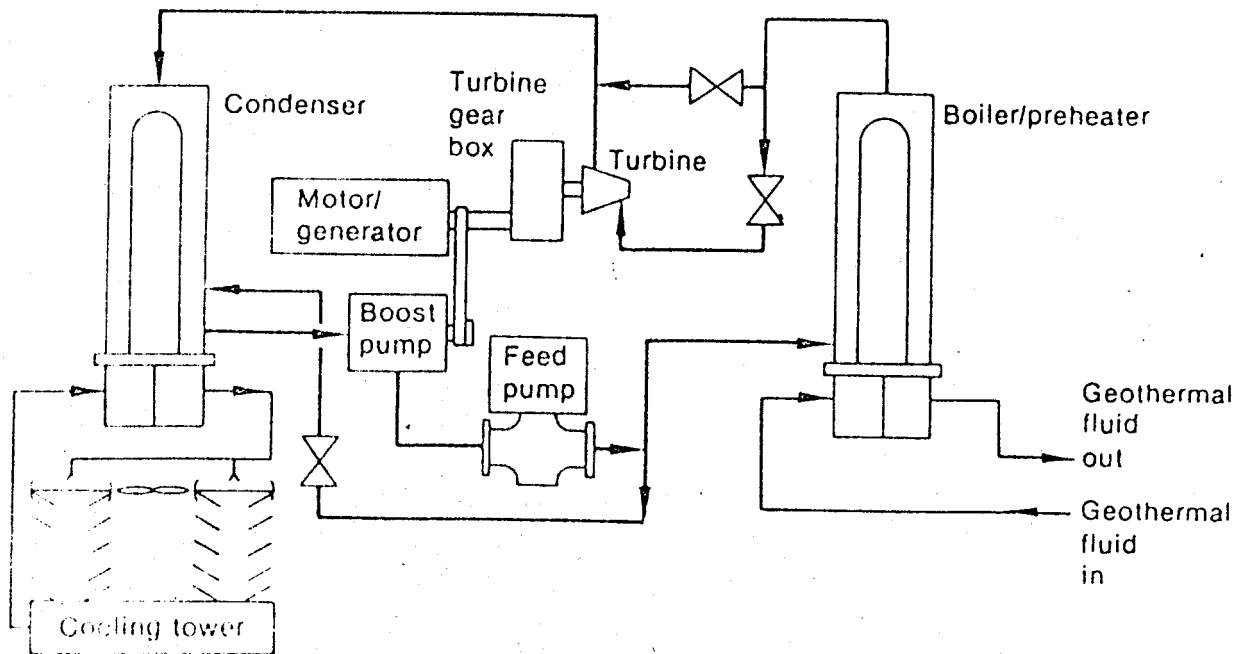 Condenser
Turbine
gear
box
Turbine
Boiler/preheater
Motor/
generator
Boost
pump
Feed
pump
Geothermal
fluid
out
Geothermal
fluid
in
Cooling tower